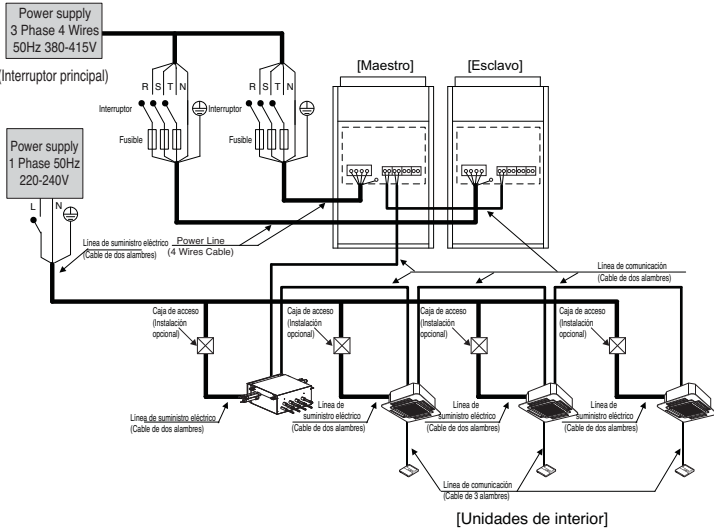 Power supply
3 Phase 4 Wires
50Hz 380-415V
(Interruptor principal)
[Maestro]
[Esclavo]
R S T N
R S T N
Interruptor
Interruptor
Fusible
Fusible
Power supply
1 Phase 50Hz
220-240V
L N
Linea de suministro eléctrico
(Cable de dos alambres)
Power Line
(4 Wires Cable)
Línea de comunicación
(Cable de dos alambres)
Caja de acceso
(Instalación
opcional)
Caja de acceso
(Instalación
opcional)
Caja de acceso
(Instalación
opcional)
Caja de acceso
(Instalación
opcional)
Línea de suministro eléctrico
(Cable de dos alambres)
Línea de
suministro eléctrico
(Cable de dos alambres)
Línea de
suministro eléctrico
(Cable de dos alambres)
Línea de
suministro eléctrico
(Cable de dos alambres)
Línea de comunicación
(Cable de 3 alambres)
[Unidades de interior]